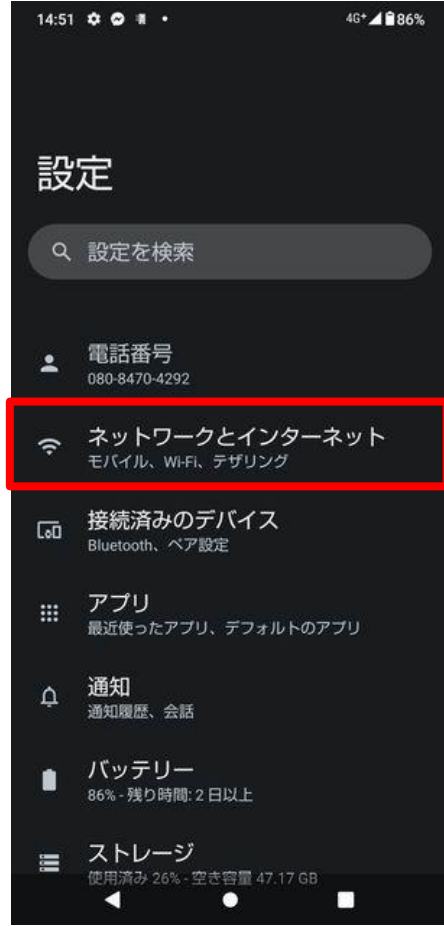 14:51
4G+ 86%
設定
設定を検索
電話番号
080-8470-4292
ネットワークとインターネット
モバイル、Wi-Fi、テザリング
接続済みのデバイス
Bluetooth、ペア設定
アプリ
最近使ったアプリ、デフォルトのアプリ
通知
通知履歴、会話
バッテリー
86% - 残り時間: 2 日以上
ストレージ
使用済み 26% - 空き容量 47.17 GB